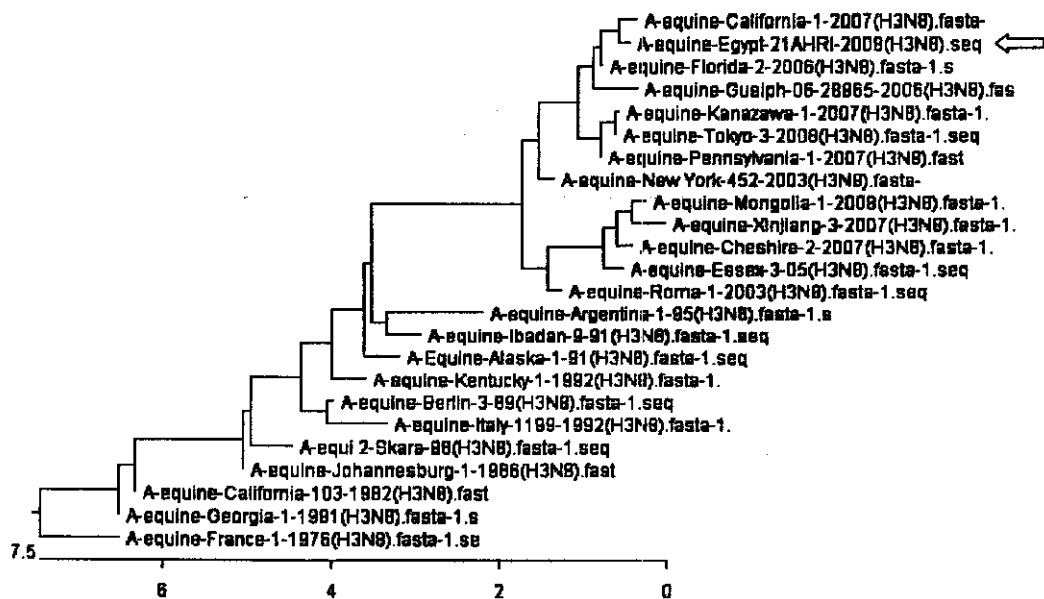 A-equine-California-1-2007(H3N8).fasta-
A-equine-Egypt-21AHRI-2008(H3N8).seq
A-equine-Florida-2-2006(H3N8).fasta-1.s
A-equine-Guelph-06-28965-2006(H3N8).fas
A-equine-Kanazawa-1-2007(H3N8).fasta-1.
A-equine-Tokyo-3-2008(H3N8).fasta-1.seq
A-equine-Pennsylvania-1-2007(H3N8).fast
A-equine-New York-452-2003(H3N8).fasta-
A-equine-Mongolia-1-2008(H3N8).fasta-1.
A-equine-Xinjiang-3-2007(H3N8).fasta-1.
A-equine-Cheshire-2-2007(H3N8).fasta-1.
A-equine-Essex-3-05(H3N8).fasta-1.seq
A-equine-Roma-1-2003(H3N8).fasta-1.seq
A-equine-Argentina-1-95(H3N8).fasta-1.s
A-equine-Ibadan-9-91(H3N8).fasta-1.seq
A-Equine-Alaska-1-91(H3N8).fasta-1.seq
A-equine-Kentucky-1-1992(H3N8).fasta-1.
A-equine-Berlin-3-89(H3N8).fasta-1.seq
A-equine-Italy-1199-1992(H3N8).fasta-1.
A-equi 2-Skara-88(H3N8).fasta-1.seq
A-equine-Johannesburg-1-1986(H3N8).fast
A-equine-California-103-1982(H3N8).fast
A-equine-Georgia-1-1981(H3N8).fasta-1.s
A-equine-France-1-1976(H3N8).fasta-1.se
7.5
6 4 2 0